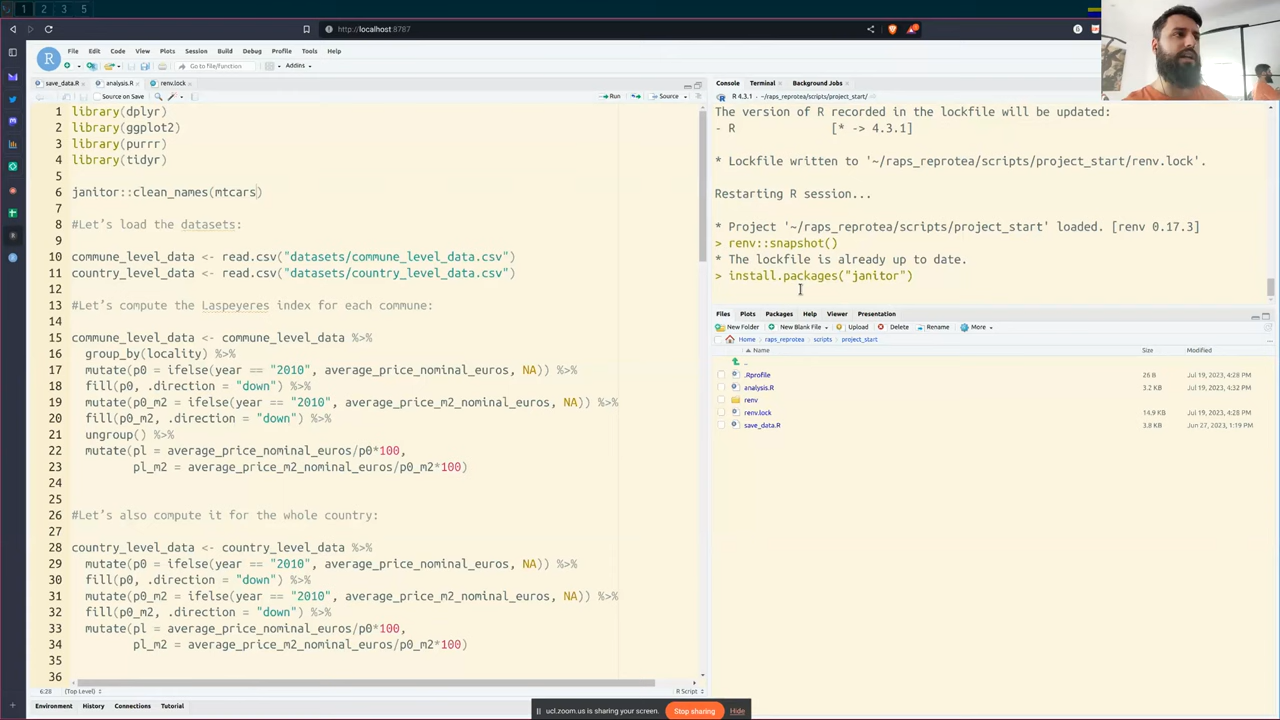 1 2 3 5
http://localhost:8787
File Edit Code View Plots Session Build Debug Profile Tools Help
Go to file/function Addins
save_data.R analysis.R renv.lock
Source on Save Run Source
1 library(dplyr)
2 library(ggplot2)
3 library(purrr)
4 library(tidyr)
5
6 janitor::clean_names(mtcars)
7
8 #Let's load the datasets:
9
10 commune_level_data <- read.csv("datasets/commune_level_data.csv")
11 country_level_data <- read.csv("datasets/country_level_data.csv")
12
13 #Let's compute the Laspeyeres index for each commune:
14
15 commune_level_data <- commune_level_data %>%
16 group_by(locality) %>%
17 mutate(p0 = ifelse(year == "2010", average_price_nominal_euros, NA)) %>%
18 fill(p0, .direction = "down") %>%
19 mutate(p0_m2 = ifelse(year == "2010", average_price_m2_nominal_euros, NA)) %>%
20 fill(p0_m2, .direction = "down") %>%
21 ungroup() %>%
22 mutate(pl = average_price_nominal_euros/p0*100,
23 pl_m2 = average_price_m2_nominal_euros/p0_m2*100)
24
25
26 #Let's also compute it for the whole country:
27
28 country_level_data <- country_level_data %>%
29 mutate(p0 = ifelse(year == "2010", average_price_nominal_euros, NA)) %>%
30 fill(p0, .direction = "down") %>%
31 mutate(p0_m2 = ifelse(year == "2010", average_price_m2_nominal_euros, NA)) %>%
32 fill(p0_m2, .direction = "down") %>%
33 mutate(pl = average_price_nominal_euros/p0*100,
34 pl_m2 = average_price_m2_nominal_euros/p0_m2*100)
35
36
6:28 (Top Level) R Script
Environment History Connections Tutorial
Console Terminal Background Jobs
R 4.3.1 · ~/raps_reprotea/scripts/project_start/
The version of R recorded in the lockfile will be updated:
- R [* -> 4.3.1]
* Lockfile written to '~/raps_reprotea/scripts/project_start/renv.lock'.
Restarting R session...
* Project '~/raps_reprotea/scripts/project_start' loaded. [renv 0.17.3]
> renv::snapshot()
* The lockfile is already up to date.
> install.packages("janitor")
Files Plots Packages Help Viewer Presentation
New Folder New Blank File Upload Delete Rename More
Home raps_reprotea scripts project_start
Name Size Modified
..
.Rprofile 26 B Jul 19, 2023, 4:28 PM
analysis.R 3.2 KB Jul 19, 2023, 4:32 PM
renv
renv.lock 14.9 KB Jul 19, 2023, 4:28 PM
save_data.R 3.8 KB Jun 27, 2023, 1:19 PM
ucl.zoom.us is sharing your screen. Stop sharing Hide